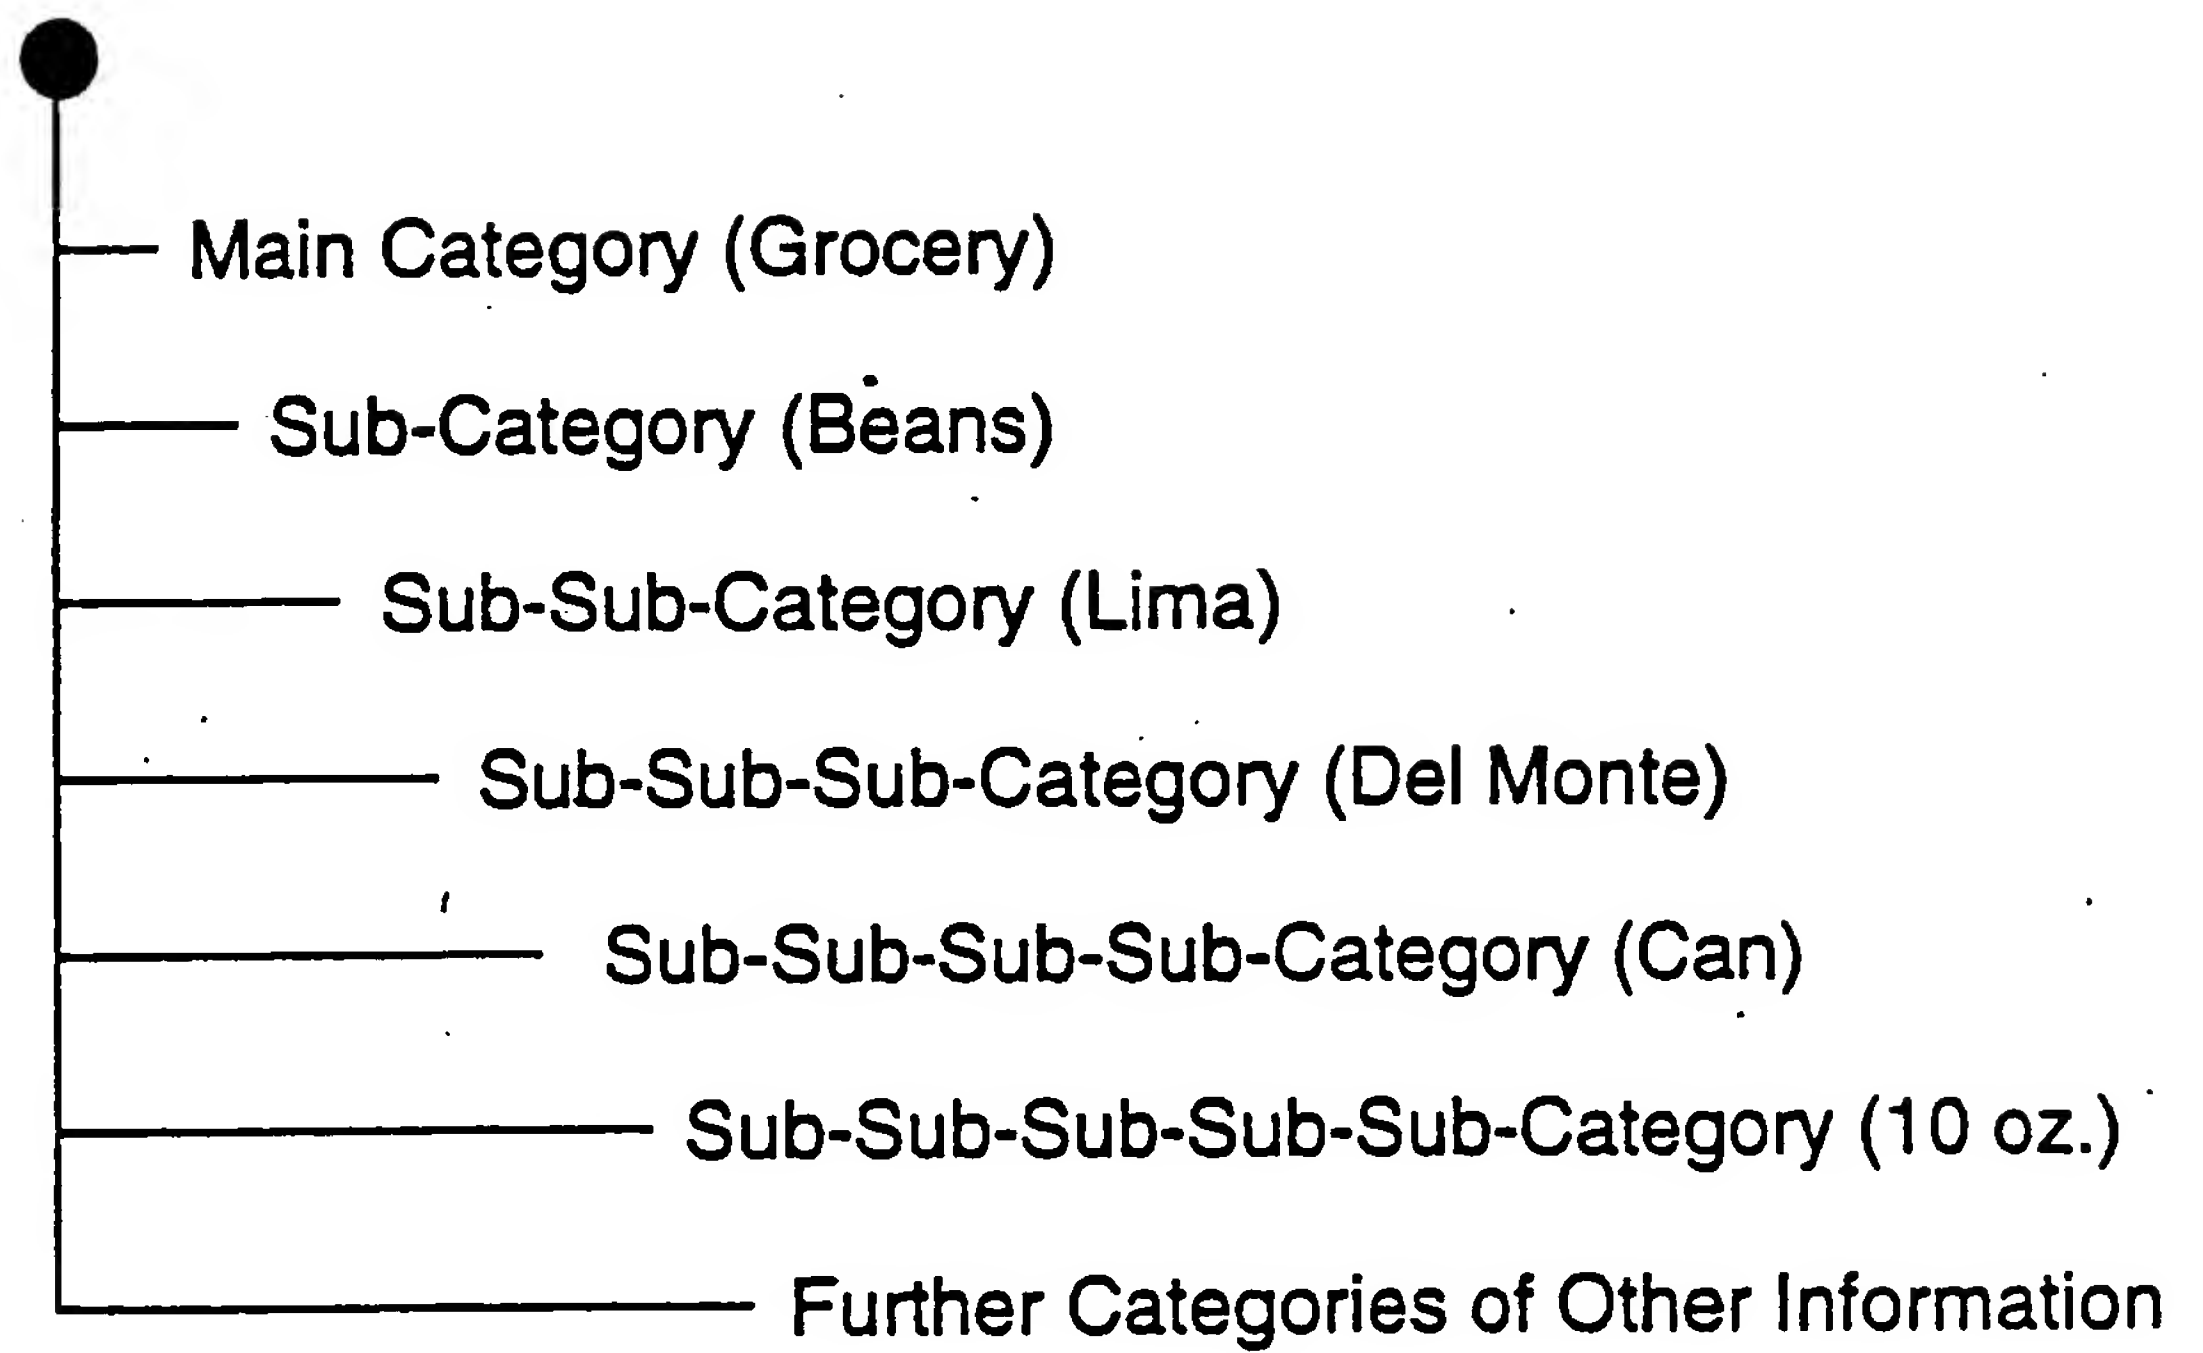 Main Category (Grocery)
Sub-Category (Beans)
Sub-Sub-Category (Lima)
Sub-Sub-Sub-Category (Del Monte)
Sub-Sub-Sub-Sub-Category (Can)
Sub-Sub-Sub-Sub-Sub-Category (10 oz.)
Further Categories of Other Information